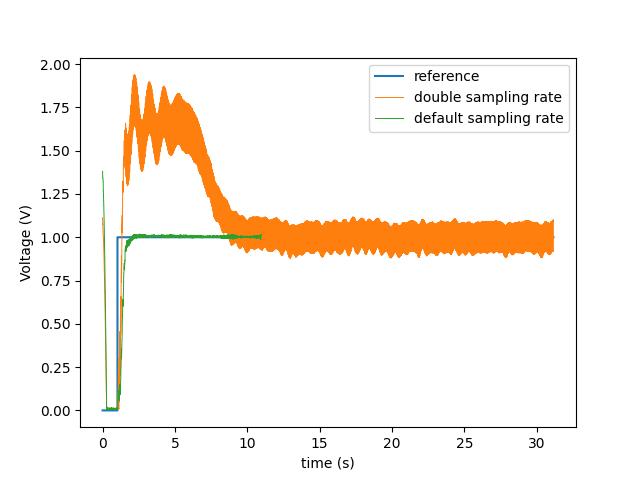 2.00
1.75
1.50
1.25
1.00
0.75
0.50
0.25
0.00
Voltage (V)
reference
double sampling rate
default sampling rate
0 5 10 15 20 25 30
time (s)